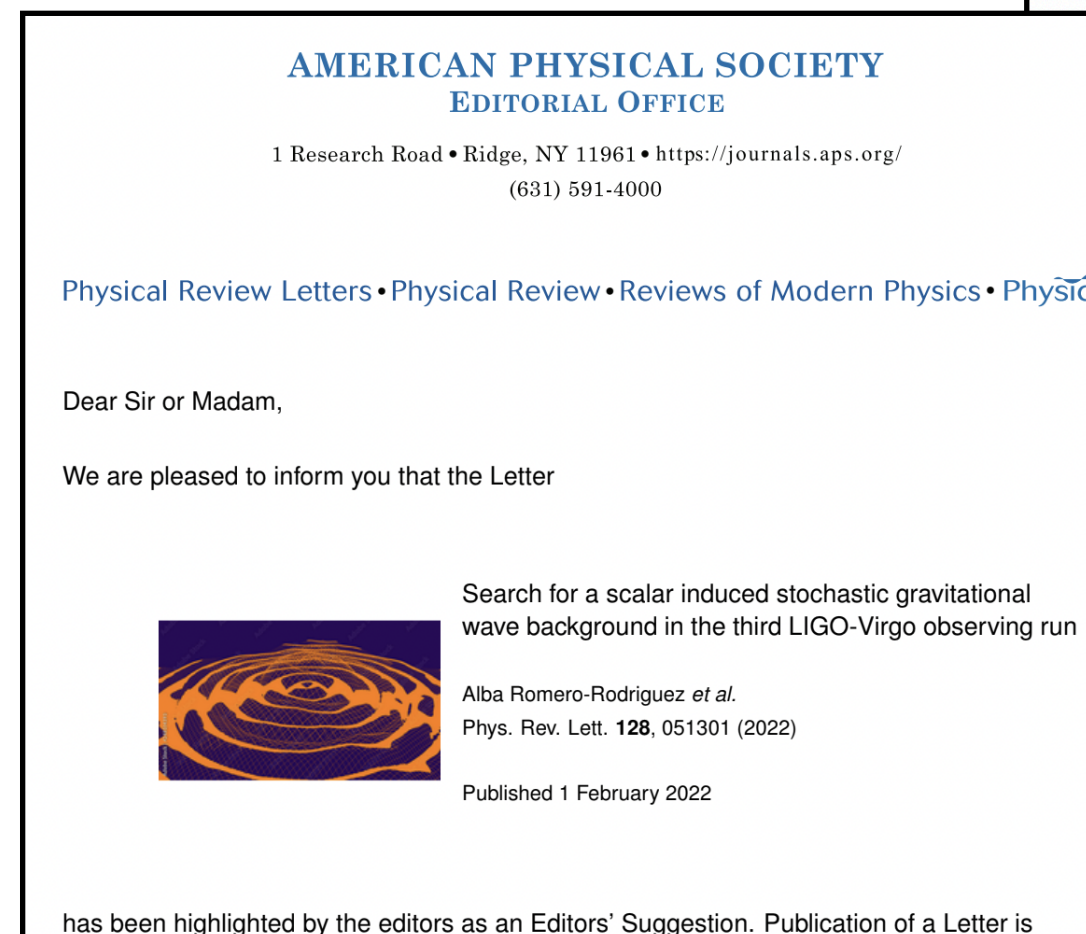 AMERICAN PHYSICAL SOCIETY
EDITORIAL OFFICE
1 Research Road • Ridge, NY 11961 • https://journals.aps.org/
(631) 591-4000
Physical Review Letters • Physical Review • Reviews of Modern Physics •
Dear Sir or Madam,
We are pleased to inform you that the Letter
Search for a scalar induced stochastic gravitational
wave background in the third LIGO-Virgo observing run
Alba Romero-Rodriguez et al.
Phys. Rev. Lett. 128, 051301 (2022)
Published 1 February 2022
has been highlighted by the editors as an Editors' Suggestion. Publication of a Letter is